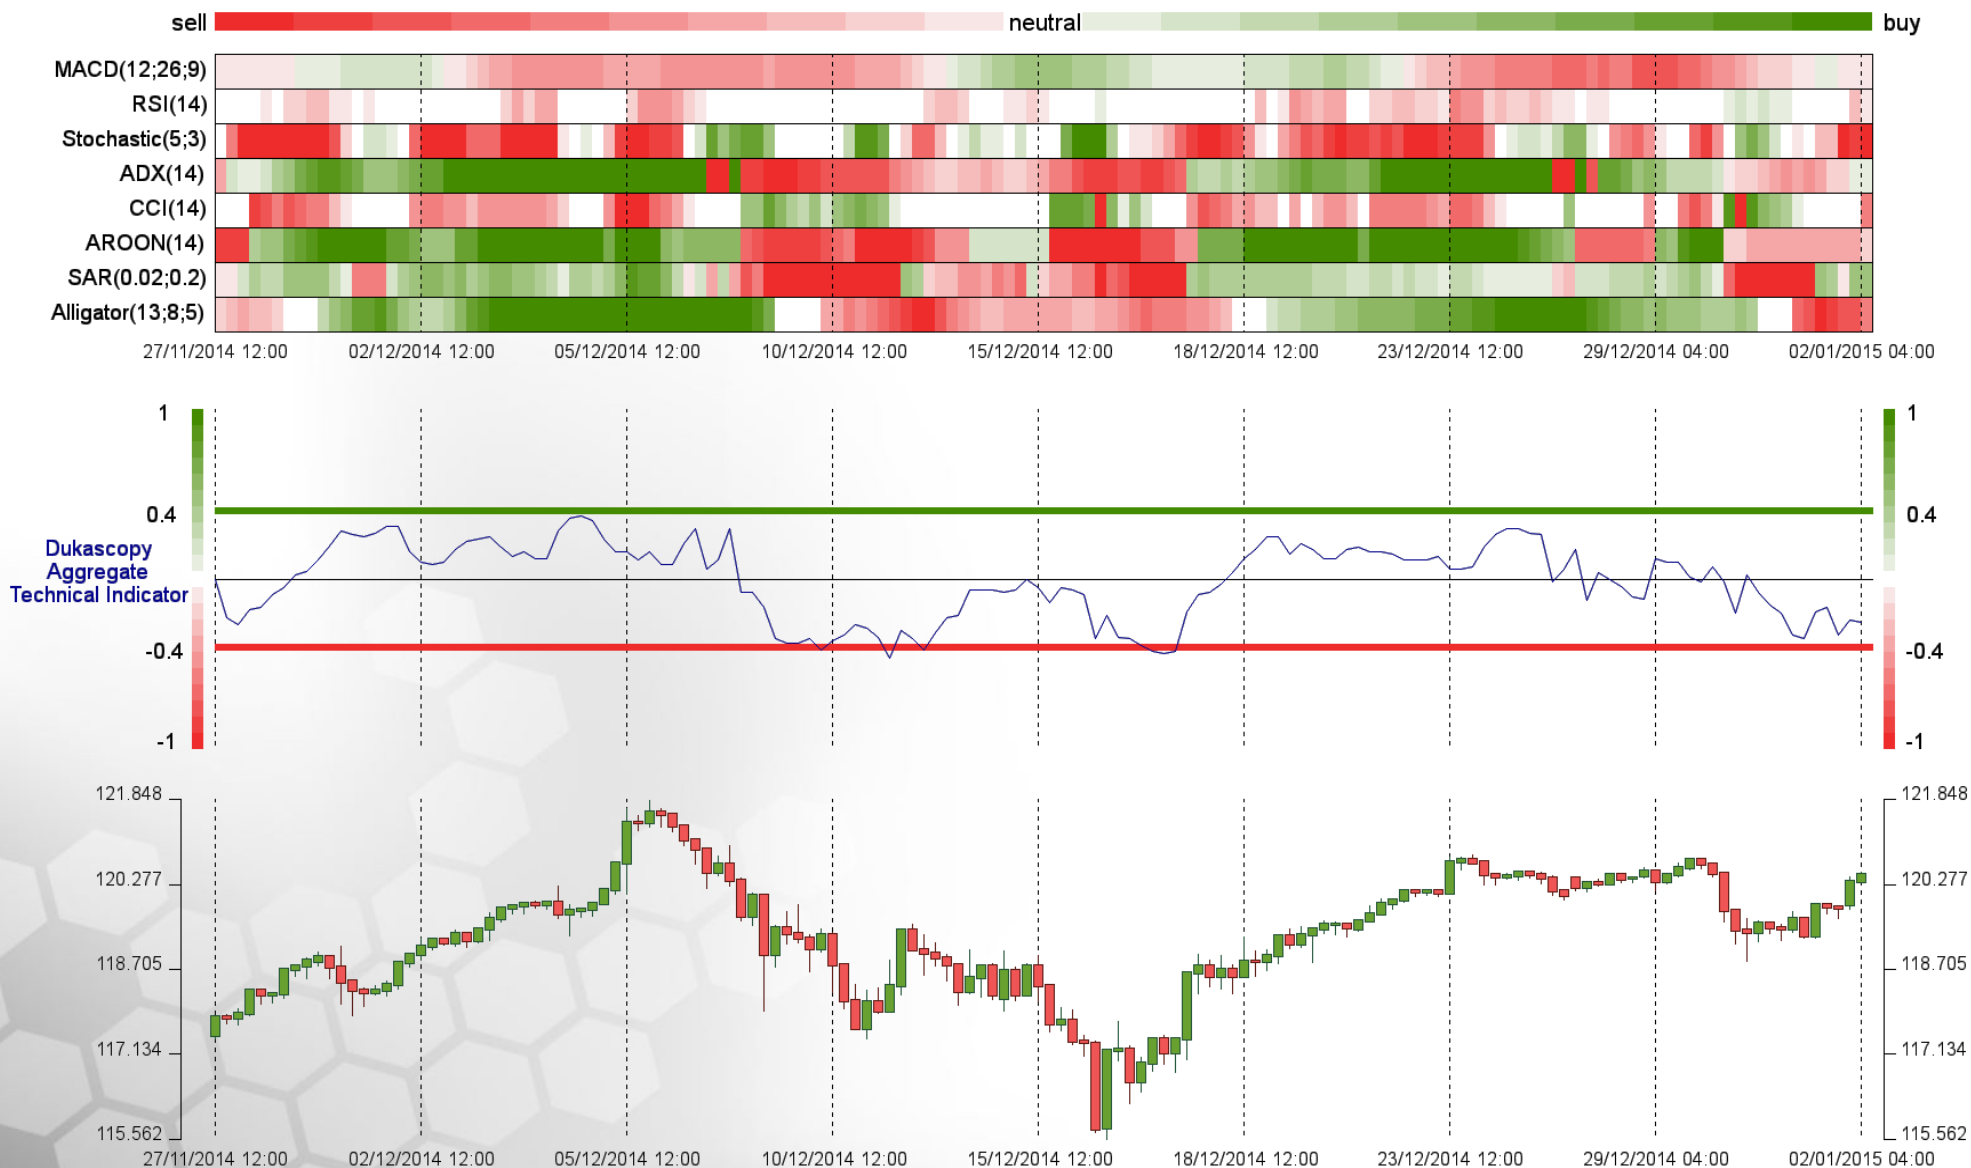 sell neutral buy
MACD(12;26;9)
RSI(14)
Stochastic(5;3)
ADX(14)
CCI(14)
AROON(14)
SAR(0.02;0.2)
Alligator(13;8;5)
27/11/2014 12:00 02/12/2014 12:00 05/12/2014 12:00 10/12/2014 12:00 15/12/2014 12:00 18/12/2014 12:00 23/12/2014 12:00 29/12/2014 04:00 02/01/2015 04:00
1 1
0.4 0.4
Dukascopy
Aggregate
Technical Indicator
-0.4 -0.4
-1 -1
121.848 121.848
120.277 120.277
118.705 118.705
117.134 117.134
115.562 115.562
27/11/2014 12:00 02/12/2014 12:00 05/12/2014 12:00 10/12/2014 12:00 15/12/2014 12:00 18/12/2014 12:00 23/12/2014 12:00 29/12/2014 04:00 02/01/2015 04:00